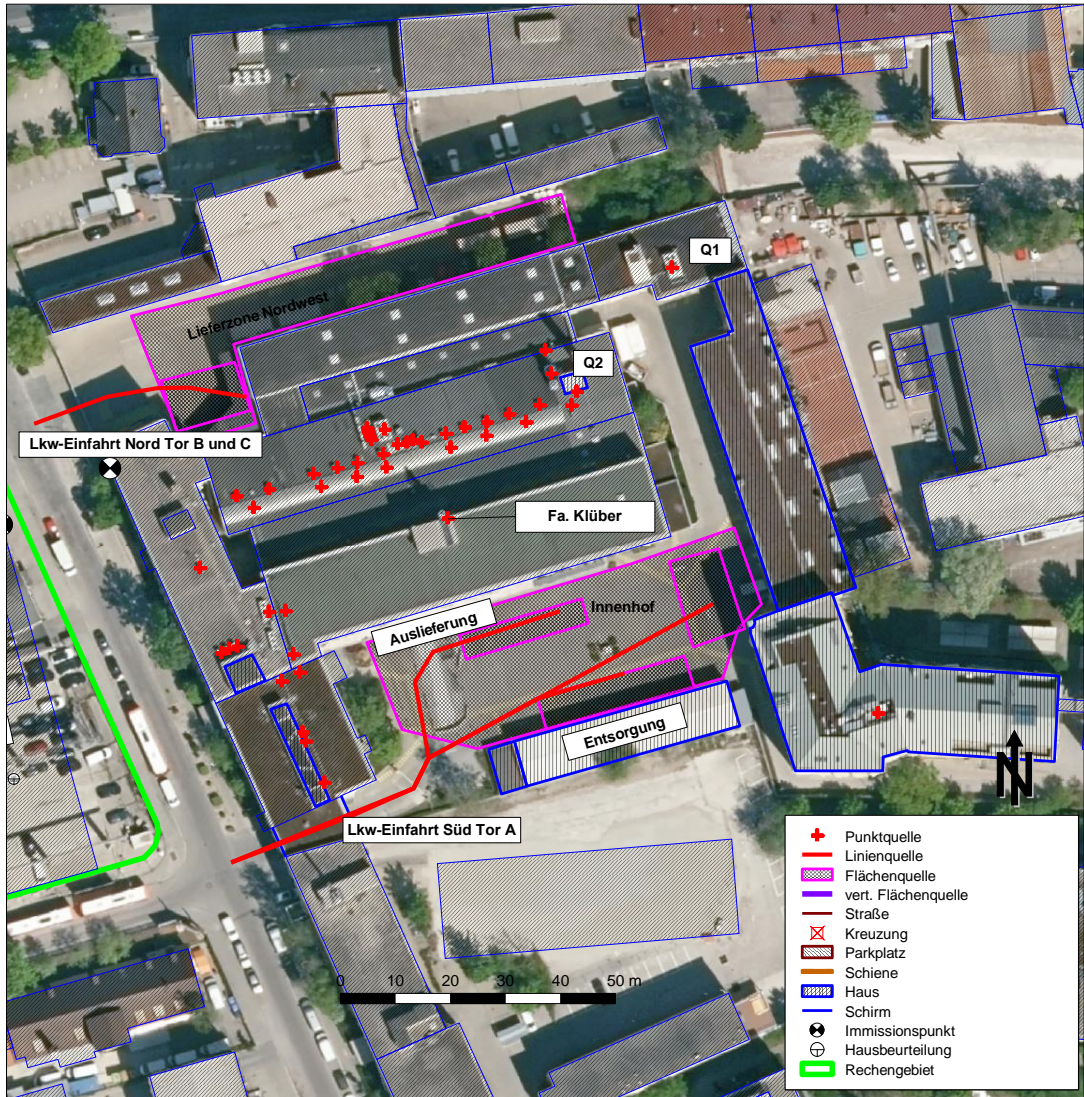 Q1
Lieferzone Nordwest
Q2
Lkw-Einfahrt Nord Tor B und C
Fa. Klüber
Auslieferung
Innenhof
Entsorgung
N
Lkw-Einfahrt Süd Tor A
0 10 20 30 40 50 m
Punktquelle
Linienquelle
Flächenquelle
vert. Flächenquelle
Straße
Kreuzung
Parkplatz
Schiene
Haus
Schirm
Immissionspunkt
Hausbeurteilung
Rechengebiet